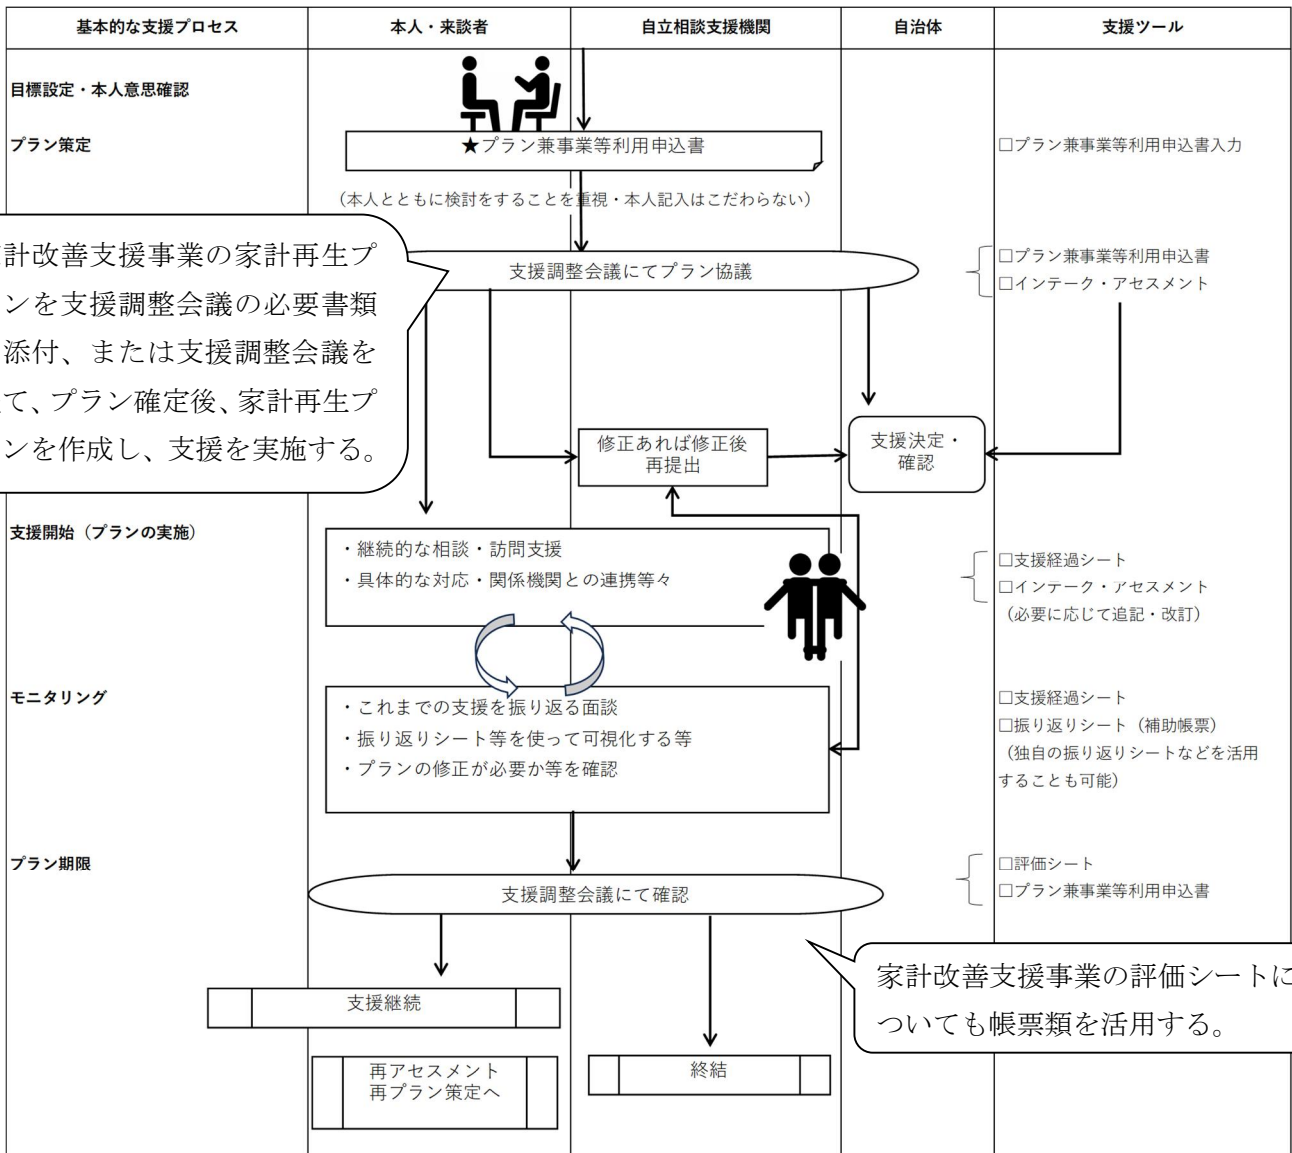 基本的な支援プロセス
本人・来談者
自立相談支援機関
自治体
支援ツール
目標設定・本人意思確認
プラン策定
★プラン兼事業等利用申込書
□プラン兼事業等利用申込書入力
（本人とともに検討をすることを重視・本人記入はこだわらない）
計改善支援事業の家計再生プ
ンを支援調整会議の必要書類
添付、または支援調整会議を
て、プラン確定後、家計再生プ
ンを作成し、支援を実施する。
支援調整会議にてプラン協議
□プラン兼事業等利用申込書
□インテーク・アセスメント
修正あれば修正後
再提出
支援決定・
確認
支援開始（プランの実施）
・継続的な相談・訪問支援
・具体的な対応・関係機関との連携等々
□支援経過シート
□インテーク・アセスメント
（必要に応じて追記・改訂）
モニタリング
・これまでの支援を振り返る面談
・振り返りシート等を使って可視化する等
・プランの修正が必要か等を確認
□支援経過シート
□振り返りシート（補助帳票）
（独自の振り返りシートなどを活用
することも可能）
プラン期限
支援調整会議にて確認
□評価シート
□プラン兼事業等利用申込書
家計改善支援事業の評価シートに
ついても帳票類を活用する。
支援継続
再アセスメント
再プラン策定へ
終結